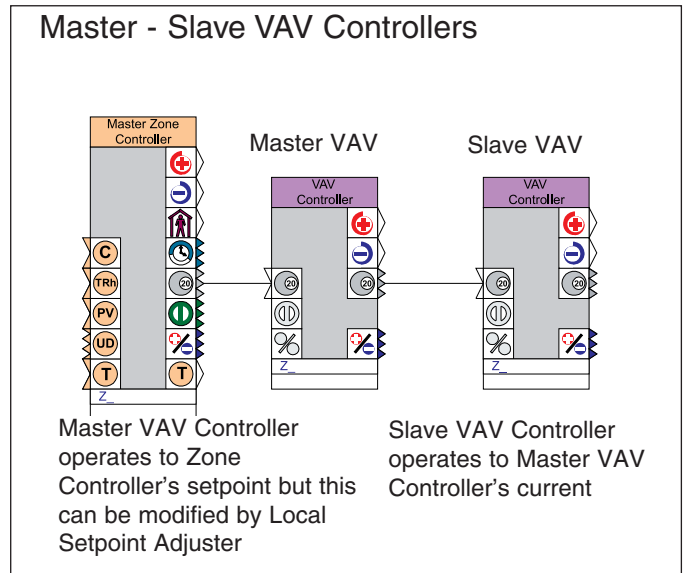 Master - Slave VAV Controllers
Master Zone
Controller
Master VAV
Slave VAV
VAV
Controller
VAV
Controller
C
TRh
20
20
20
20
20
PV
UD
T
T
Z_
Z_
Z_
Master VAV Controller
operates to Zone
Controller's setpoint but this
can be modified by Local
Setpoint Adjuster
Slave VAV Controller
operates to Master VAV
Controller's current